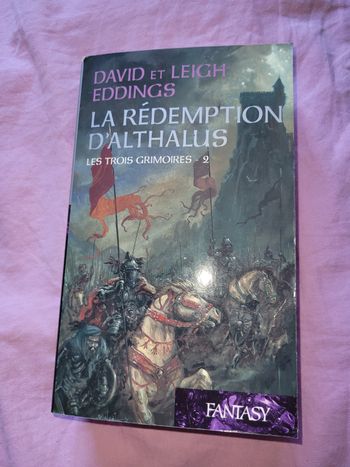 DAVID ET LEIGH
EDDINGS
LA RÉDEMPTION
D'ALTHALUS
LES TROIS GRIMOIRES - 2
FANTASY